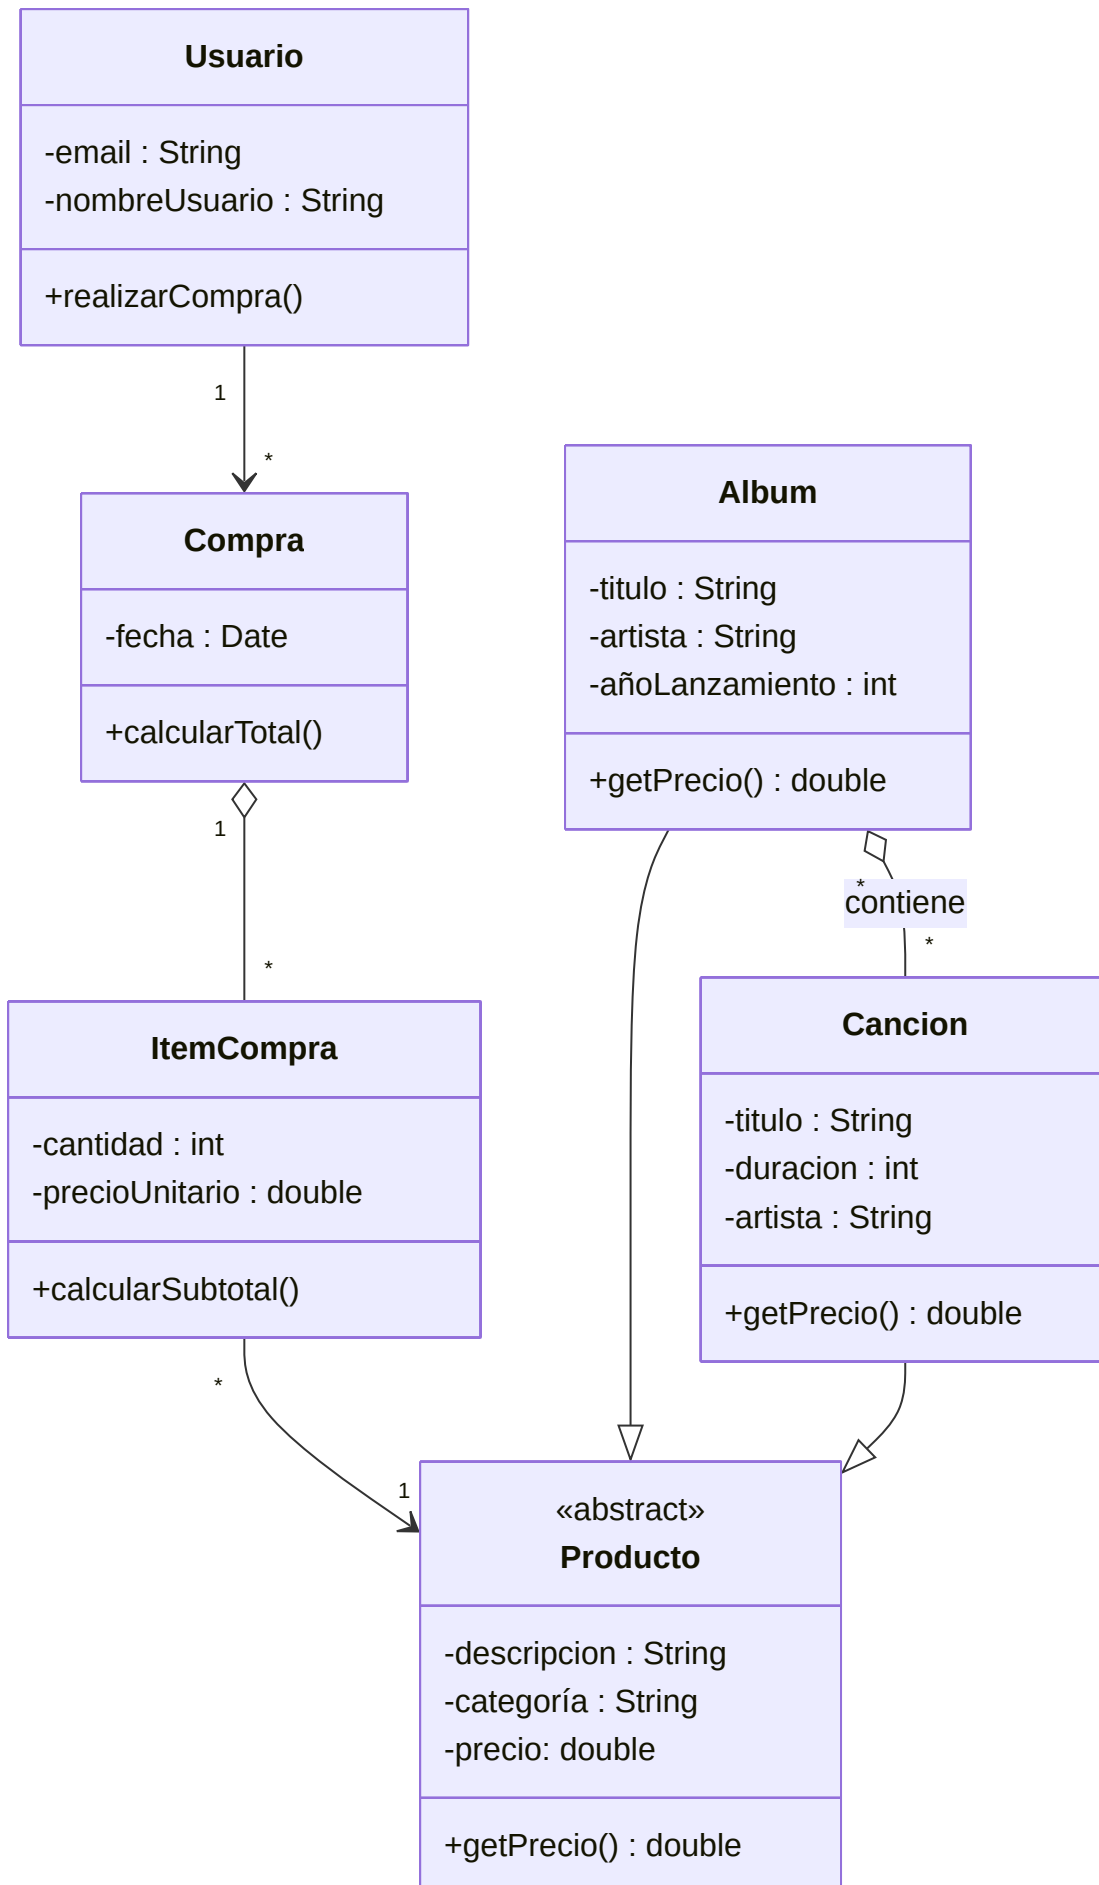 Usuario
-email : String
-nombreUsuario : String
+realizarCompra()
1
*
Compra
-fecha : Date
+calcularTotal()
1
*
Album
-titulo : String
-artista : String
-añoLanzamiento : int
+getPrecio() : double
*
contiene
*
ItemCompra
-cantidad : int
-precioUnitario : double
+calcularSubtotal()
*
1
Cancion
-titulo : String
-duracion : int
-artista : String
+getPrecio() : double
«abstract»
Producto
-descripcion : String
-categoría : String
-precio: double
+getPrecio() : double